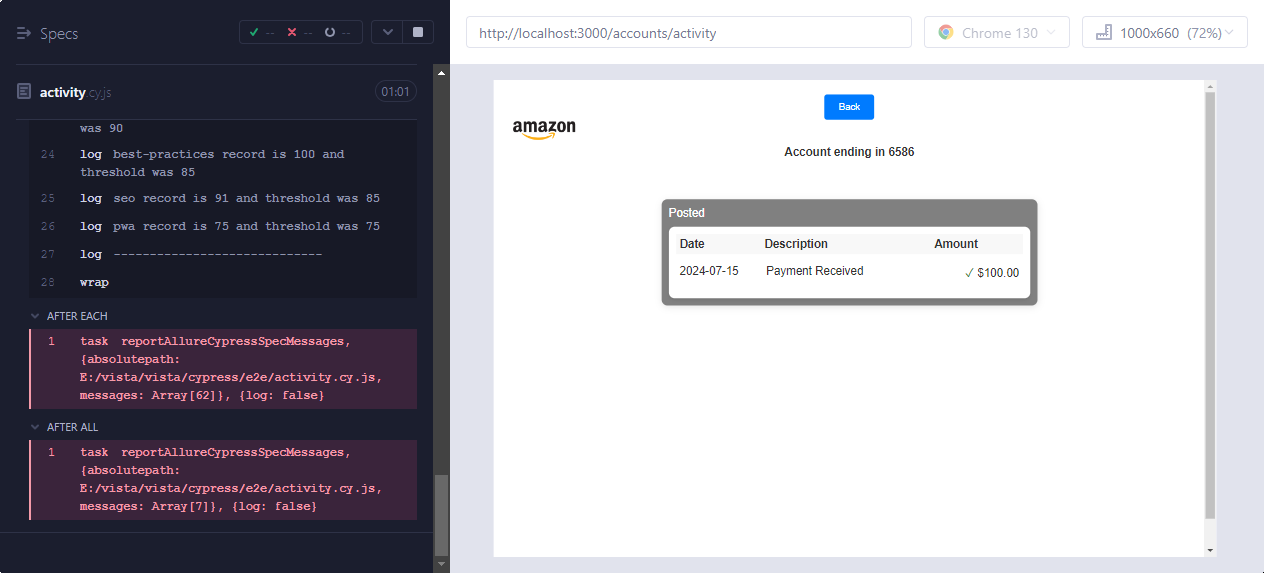 Specs
-- -- --
activity.cy.js
01:01
was 90
24 log best-practices record is 100 and
threshold was 85
25 log seo record is 91 and threshold was 85
26 log pwa record is 75 and threshold was 75
27 log -----------------------------
28 wrap
AFTER EACH
1 task reportAllureCypressSpecMessages,
{absolutepath:
E:/vista/vista/cypress/e2e/activity.cy.js,
messages: Array[62]}, {log: false}
AFTER ALL
1 task reportAllureCypressSpecMessages,
{absolutepath:
E:/vista/vista/cypress/e2e/activity.cy.js,
messages: Array[7]}, {log: false}
http://localhost:3000/accounts/activity
Chrome 130
1000x660 (72%)
Back
amazon
Account ending in 6586
Posted
Date Description Amount
2024-07-15 Payment Received ✓ $100.00